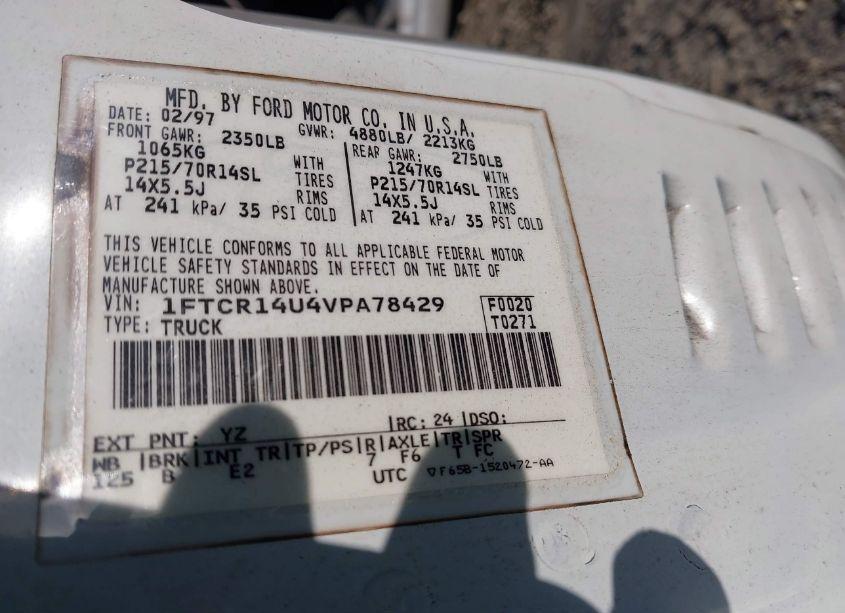 MFD. BY FORD MOTOR CO. IN U.S.A.
DATE: 02/97 GVWR: 4880LB/ 2213KG
FRONT GAWR: 2350LB REAR GAWR: 2750LB
1065KG WITH 1247KG WITH
P215/70R14SL TIRES P215/70R14SL TIRES
14X5.5J RIMS 14X5.5J RIMS
AT 241 kPa/ 35 PSI COLD AT 241 kPa/ 35 PSI COLD
THIS VEHICLE CONFORMS TO ALL APPLICABLE FEDERAL MOTOR
VEHICLE SAFETY STANDARDS IN EFFECT ON THE DATE OF
MANUFACTURE SHOWN ABOVE.
VIN: 1FTCR14U4VPA78429 F0020
TYPE: TRUCK T0271
EXT PNT: YZ RC: 24 DSO:
WB BRK INT TR TP/PS R AXLE TR SPR
125 B E2 7 F6 T FC
UTC F65B-1520472-AA